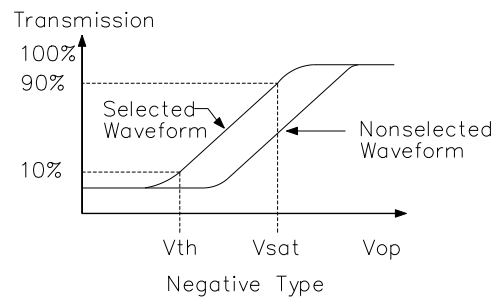 Transmission
100%
90%
Selected
Waveform
Nonselected
Waveform
10%
Vth
Vsat
Vop
Negative Type